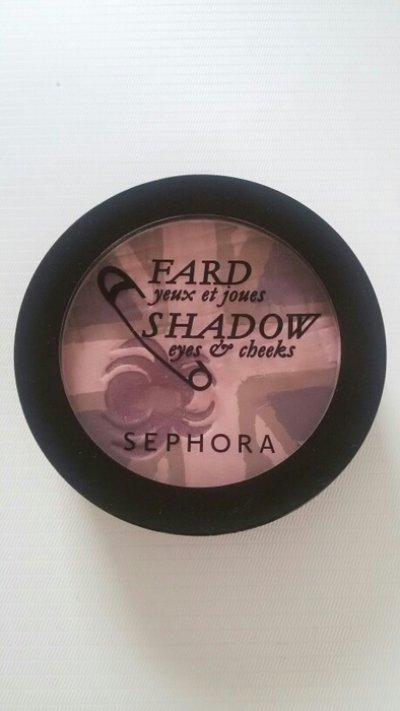 FARD
yeux et joues
SHADOW
eyes & cheeks
SEPHORA